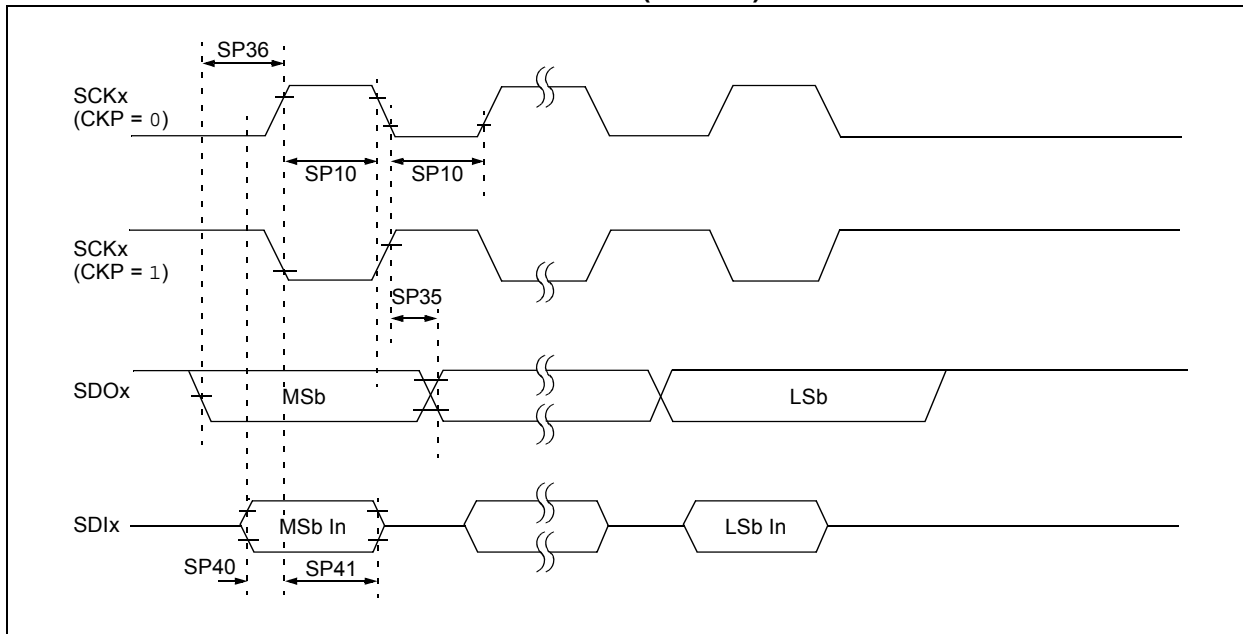 SP36
SCKx
(CKP = 0)
SP10
SP10
SCKx
(CKP = 1)
SP35
SDOx
MSb
LSb
SDIx
MSb In
LSb In
SP40
SP41